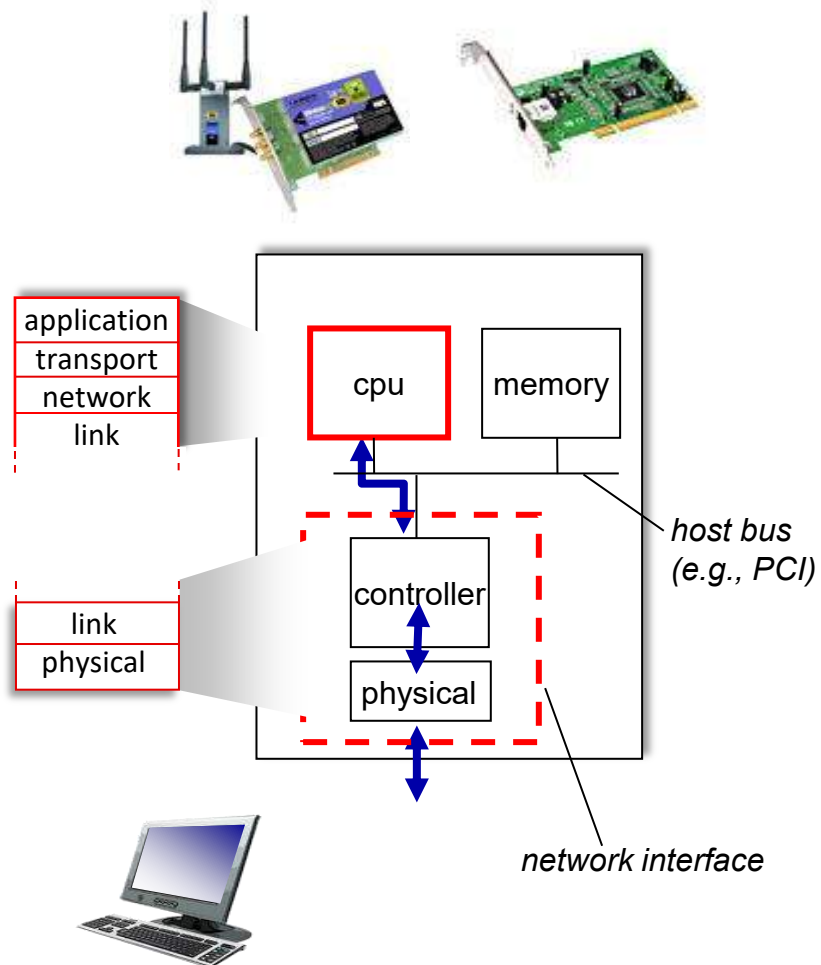 application
transport
network
link
cpu
memory
host bus
(e.g., PCI)
controller
link
physical
physical
network interface